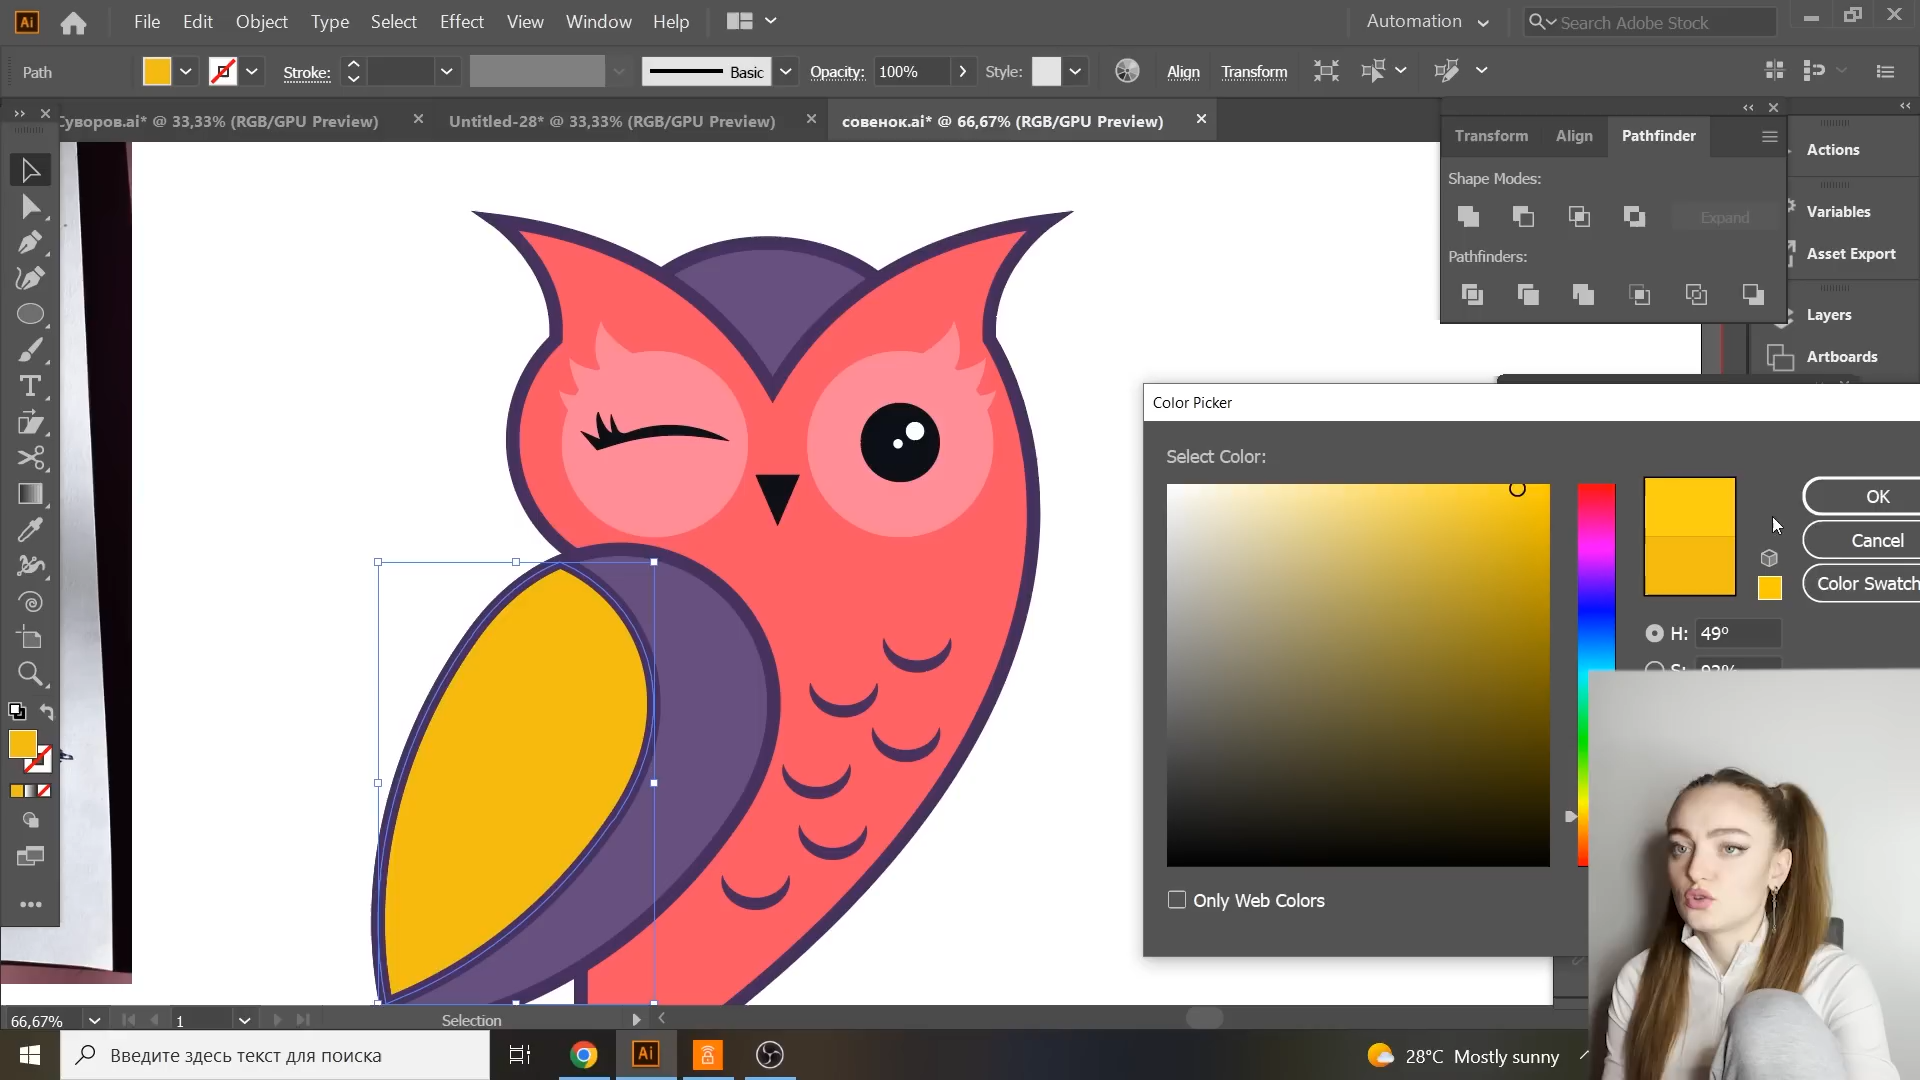 Ai File Edit Object Type Select Effect View Window Help Automation Search Adobe Stock
Path Stroke: Basic Opacity: 100% Style: Align Transform
Суворов.ai* @ 33,33% (RGB/GPU Preview) Untitled-28* @ 33,33% (RGB/GPU Preview) совенок.ai* @ 66,67% (RGB/GPU Preview)
Transform Align Pathfinder
Shape Modes:
Expand
Pathfinders:
Actions
Variables
Asset Export
Layers
Artboards
Color Picker
Select Color:
OK
Cancel
Color Swatch
H: 49°
S: 93%
Only Web Colors
66,67% 1 Selection
Введите здесь текст для поиска Ai 28°C Mostly sunny